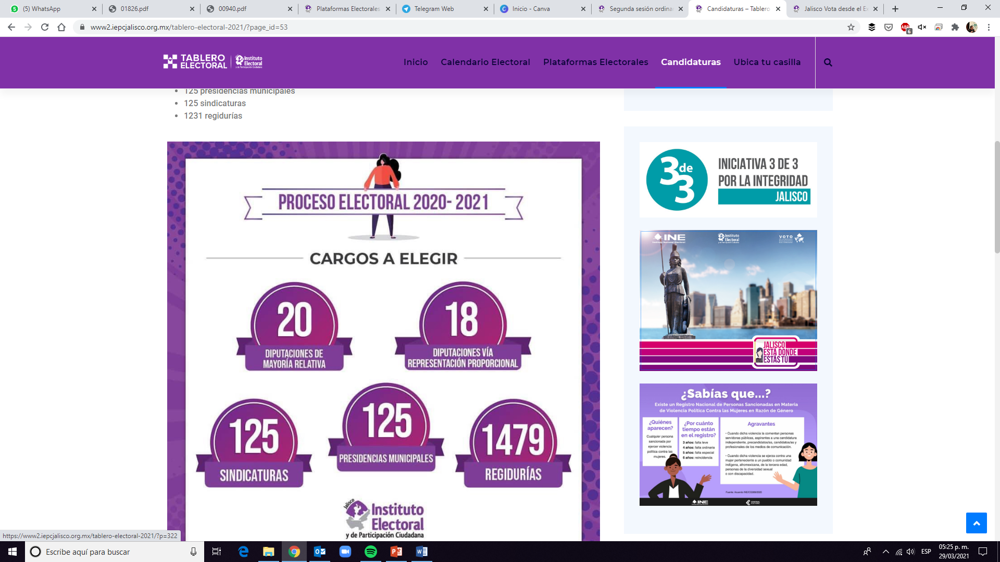 (5) WhatsApp
01826.pdf
00940.pdf
Plataformas Electorales
Telegram Web
Inicio - Canva
Segunda sesión ordina
Candidaturas – Tablero
Jalisco Vota desde el Ex
www2.iepcjalisco.org.mx/tablero-electoral-2021/?page_id=53
ABP
6
TABLERO
ELECTORAL
Instituto
Electoral
y de Participación Ciudadana
Inicio
Calendario Electoral
Plataformas Electorales
Candidaturas
Ubica tu casilla
• 125 presidencias municipales
• 125 sindicaturas
• 1231 regidurías
PROCESO ELECTORAL 2020- 2021
CARGOS A ELEGIR
20
DIPUTACIONES DE
MAYORÍA RELATIVA
18
DIPUTACIONES VÍA
REPRESENTACIÓN PROPORCIONAL
125
SINDICATURAS
125
PRESIDENCIAS MUNICIPALES
1479
REGIDURÍAS
Jalisco
Instituto
Electoral
y de Participación Ciudadana
3 de 3
INICIATIVA 3 DE 3
POR LA INTEGRIDAD
JALISCO
INE
Instituto Nacional Electoral
Instituto
Electoral
y de Participación Ciudadana
VOTO
JALISCO
ESTÁ DONDE
ESTÁS TÚ
¿Sabías que...?
Existe un Registro Nacional de Personas Sancionadas en Materia
de Violencia Política Contra las Mujeres en Razón de Género
¿Quiénes
aparecen?
Cualquier persona
sancionada por
ejercer violencia
política contra las
mujeres.
¿Por cuánto
tiempo están
en el registro?
3 años: falta leve
4 años: falta ordinaria
5 años: falta especial
6 años: reincidencia
Agravantes
• Cuando dicha violencia la comentan personas
servidoras públicas, aspirantes a una candidatura
independiente, precandidatos/as, candidatos/as y
profesionales de los medios de comunicación.
• Cuando dicha violencia se ejerza contra una
mujer perteneciente a un pueblo o comunidad
indígena, afromexicana, de la tercera edad,
personas de la diversidad sexual
o con discapacidad.
Fuente: Acuerdo INE/CG269/2020
INE
CENTRAL
ELECTORAL
https://www2.iepcjalisco.org.mx/tablero-electoral-2021/?p=322
Escribe aquí para buscar
ESP
05:25 p. m.
29/03/2021